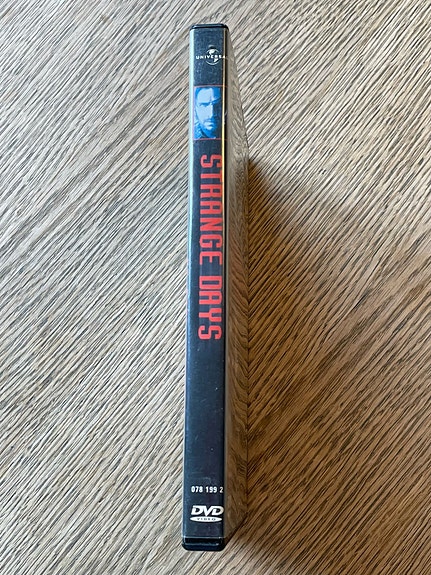 UNIVERSAL
STRANGE DAYS
078 199 2
DVD
VIDEO